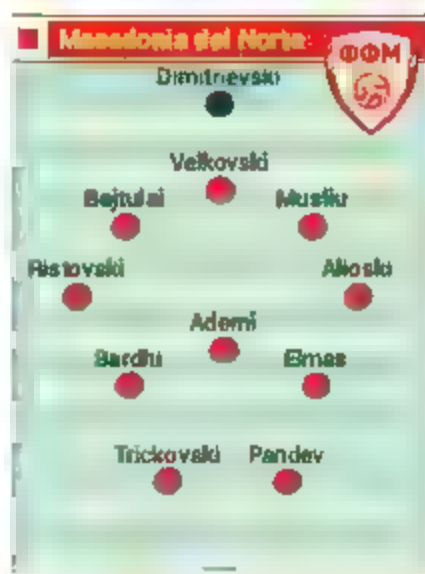 Macedonia del Norte
ФФМ
Dimitrievski
Velkovski
Bejtulai Musliu
Ristovski Alioski
Ademi
Bardhi Elmas
Trickovski Pandev